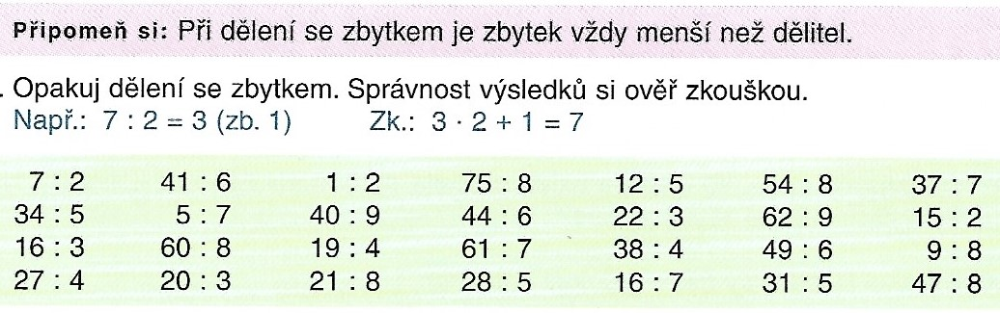 Připomeň si: Při dělení se zbytkem je zbytek vždy menší než dělitel.
. Opakuj dělení se zbytkem. Správnost výsledků si ověř zkouškou.
Např.: 7 : 2 = 3 (zb. 1) Zk.: 3 · 2 + 1 = 7
7 : 2 41 : 6 1 : 2 75 : 8 12 : 5 54 : 8 37 : 7
34 : 5 5 : 7 40 : 9 44 : 6 22 : 3 62 : 9 15 : 2
16 : 3 60 : 8 19 : 4 61 : 7 38 : 4 49 : 6 9 : 8
27 : 4 20 : 3 21 : 8 28 : 5 16 : 7 31 : 5 47 : 8